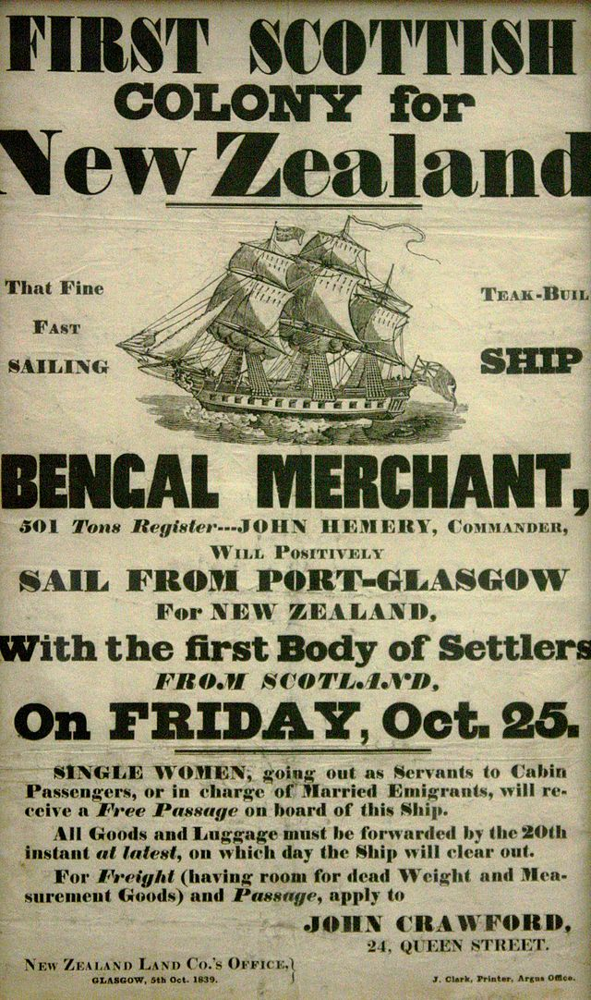 FIRST SCOTTISH
COLONY for
New Zealand
That Fine
Fast
SAILING
TEAK-BUIL
SHIP
BENGAL MERCHANT,
501 Tons Register---JOHN HEMERY, COMMANDER,
WILL POSITIVELY
SAIL FROM PORT-GLASGOW
For NEW ZEALAND,
With the first Body of Settlers
FROM SCOTLAND,
On FRIDAY, Oct. 25.
SINGLE WOMEN, going out as Servants to Cabin
Passengers, or in charge of Married Emigrants, will re-
ceive a Free Passage on board of this Ship.
All Goods and Luggage must be forwarded by the 20th
instant at latest, on which day the Ship will clear out.
For Freight (having room for dead Weight and Mea-
surement Goods) and Passage, apply to
JOHN CRAWFORD,
24, QUEEN STREET.
NEW ZEALAND LAND CO.'S OFFICE,}
GLASGOW, 5th Oct. 1839.
J. Clark, Printer, Argus Office.